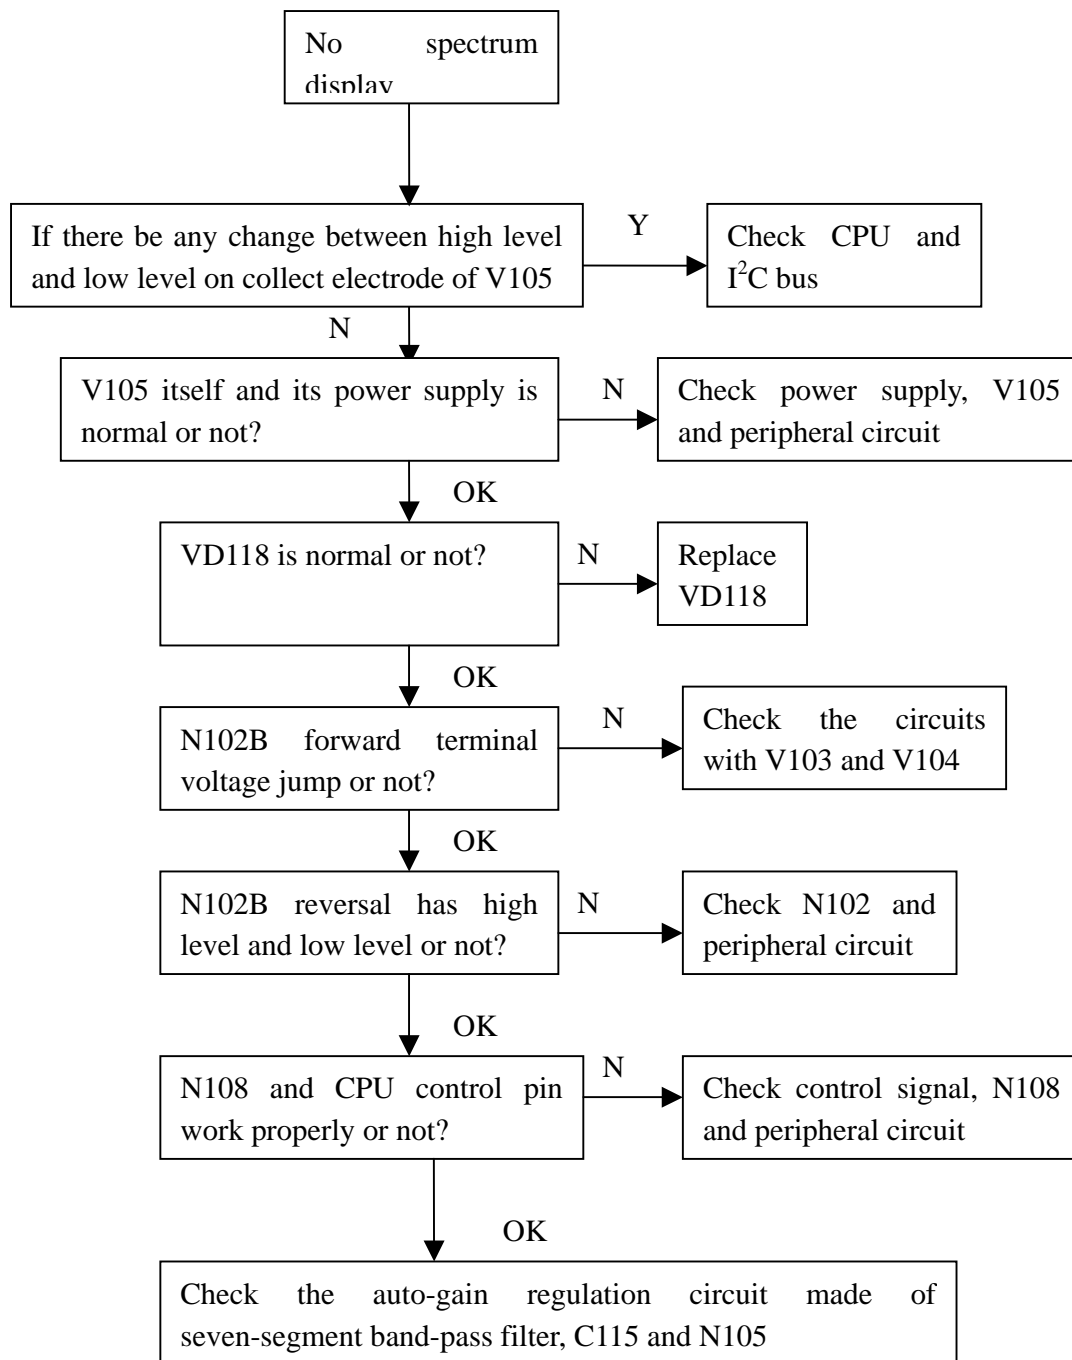 No spectrum
display
If there be any change between high level
and low level on collect electrode of V105
Y
Check CPU and
I²C bus
N
V105 itself and its power supply is
normal or not?
N
Check power supply, V105
and peripheral circuit
OK
VD118 is normal or not?
N
Replace
VD118
OK
N102B forward terminal
voltage jump or not?
N
Check the circuits
with V103 and V104
OK
N102B reversal has high
level and low level or not?
N
Check N102 and
peripheral circuit
OK
N108 and CPU control pin
work properly or not?
N
Check control signal, N108
and peripheral circuit
OK
Check the auto-gain regulation circuit made of
seven-segment band-pass filter, C115 and N105